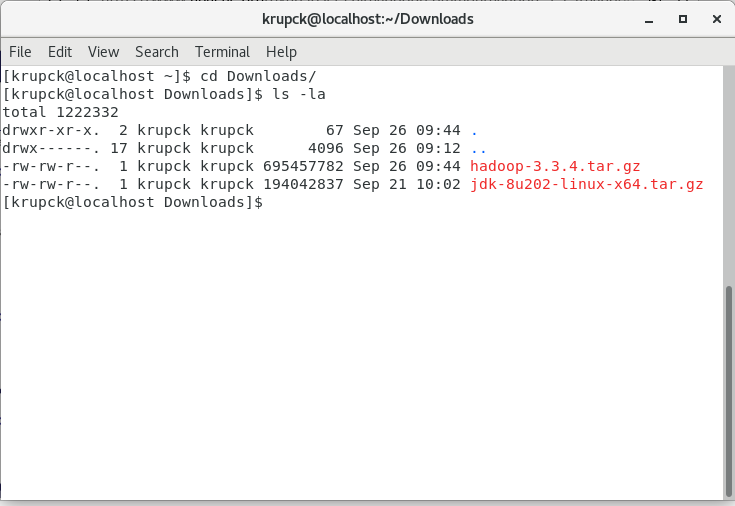 krupck@localhost:~/Downloads
File Edit View Search Terminal Help
[krupck@localhost ~]$ cd Downloads/
[krupck@localhost Downloads]$ ls -la
total 1222332
drwxr-xr-x.  2 krupck krupck        67 Sep 26 09:44 .
drwx------. 17 krupck krupck      4096 Sep 26 09:12 ..
-rw-rw-r--.  1 krupck krupck 695457782 Sep 26 09:44 hadoop-3.3.4.tar.gz
-rw-rw-r--.  1 krupck krupck 194042837 Sep 21 10:02 jdk-8u202-linux-x64.tar.gz
[krupck@localhost Downloads]$